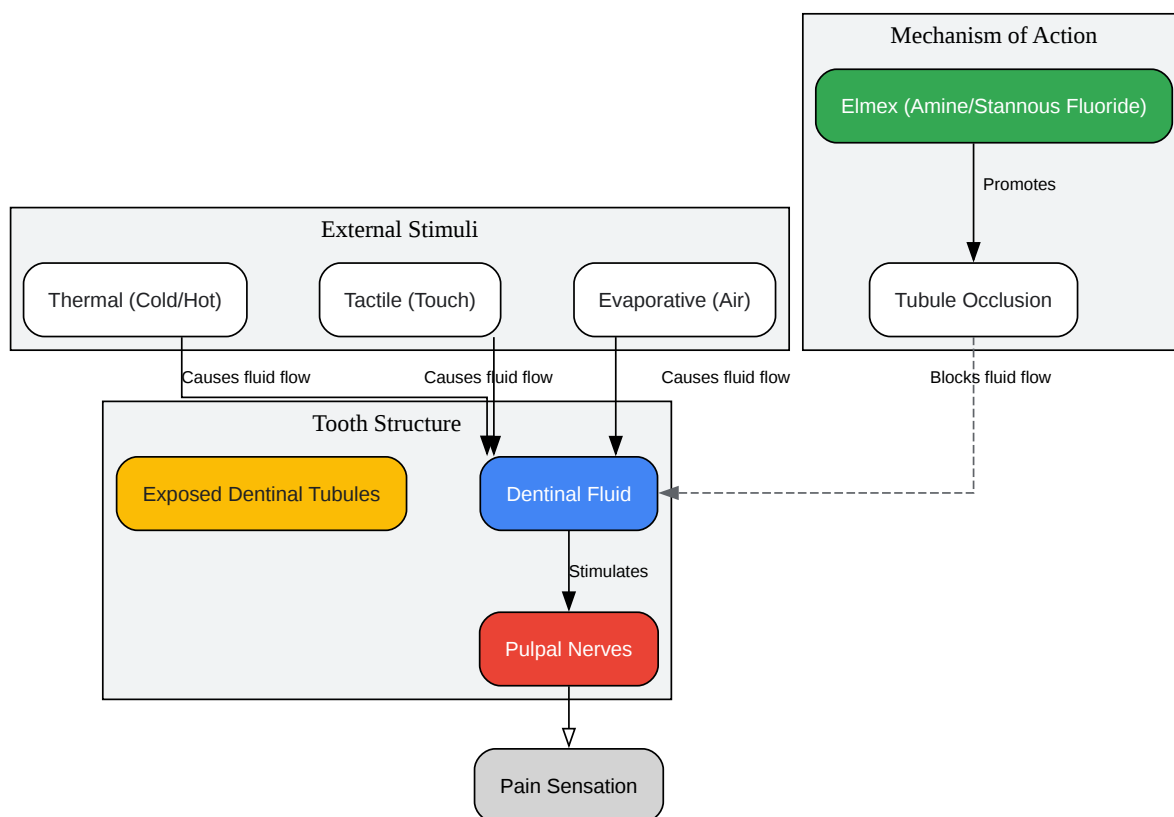 Mechanism of Action
Elmex (Amine/Stannous Fluoride)
Promotes
External Stimuli
Thermal (Cold/Hot)
Tactile (Touch)
Evaporative (Air)
Tubule Occlusion
Causes fluid flow
Causes fluid flow
Causes fluid flow
Blocks fluid flow
Tooth Structure
Exposed Dentinal Tubules
Dentinal Fluid
Stimulates
Pulpal Nerves
Pain Sensation